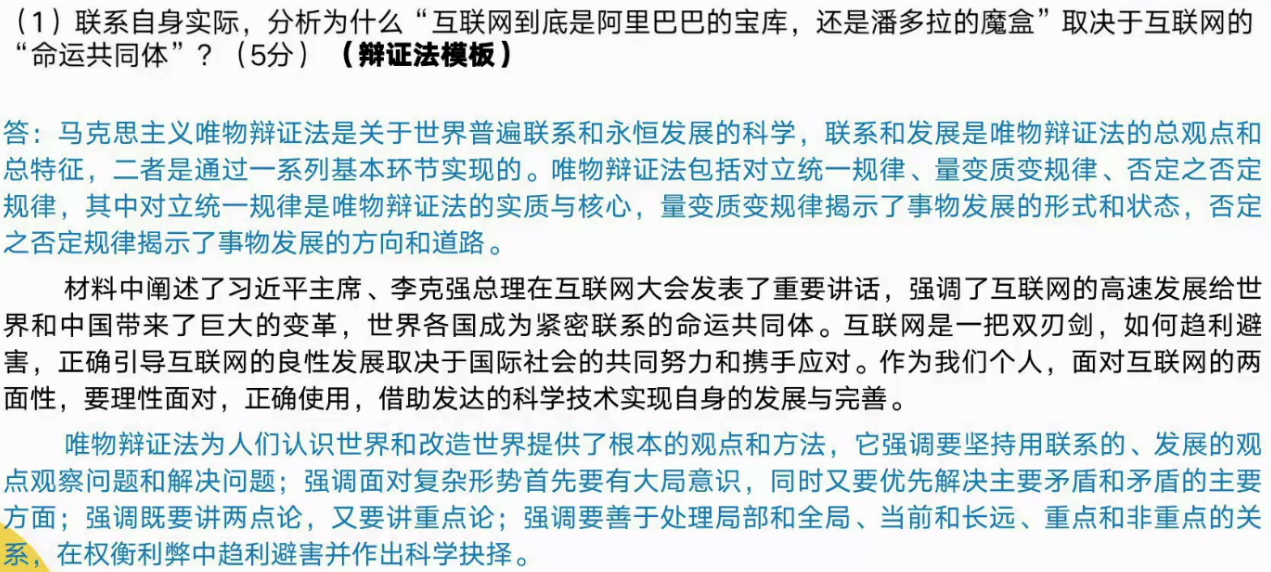 （1）联系自身实际，分析为什么“互联网到底是阿里巴巴的宝库，还是潘多拉的魔盒”取决于互联网的
“命运共同体”？（5分）（辩证法模板）
答：马克思主义唯物辩证法是关于世界普遍联系和永恒发展的科学，联系和发展是唯物辩证法的总观点和
总特征，二者是通过一系列基本环节实现的。唯物辩证法包括对立统一规律、量变质变规律、否定之否定
规律，其中对立统一规律是唯物辩证法的实质与核心，量变质变规律揭示了事物发展的形式和状态，否定
之否定规律揭示了事物发展的方向和道路。
材料中阐述了习近平主席、李克强总理在互联网大会发表了重要讲话，强调了互联网的高速发展给世
界和中国带来了巨大的变革，世界各国成为紧密联系的命运共同体。互联网是一把双刃剑，如何趋利避
害，正确引导互联网的良性发展取决于国际社会的共同努力和携手应对。作为我们个人，面对互联网的两
面性，要理性面对，正确使用，借助发达的科学技术实现自身的发展与完善。
唯物辩证法为人们认识世界和改造世界提供了根本的观点和方法，它强调要坚持用联系的、发展的观
点观察问题和解决问题；强调面对复杂形势首先要有大局意识，同时又要优先解决主要矛盾和矛盾的主要
方面；强调既要讲两点论，又要讲重点论；强调要善于处理局部和全局、当前和长远、重点和非重点的关
系，在权衡利弊中趋利避害并作出科学抉择。